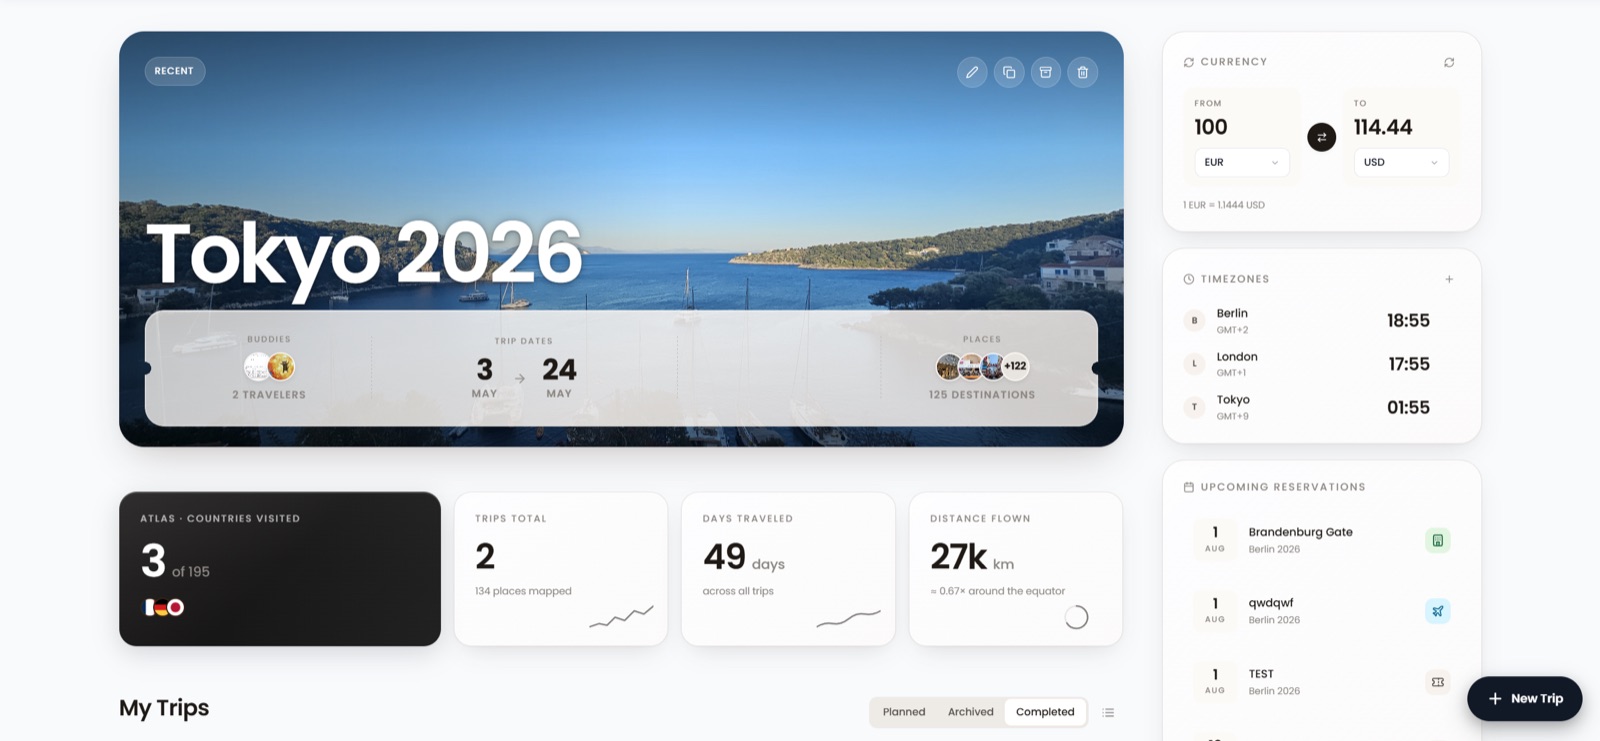 RECENT
Tokyo 2026
BUDDIES
2 TRAVELERS
TRIP DATES
3 → 24
MAY MAY
PLACES
+122
125 DESTINATIONS
ATLAS · COUNTRIES VISITED
3 of 195
TRIPS TOTAL
2
134 places mapped
DAYS TRAVELED
49 days
across all trips
DISTANCE FLOWN
27k km
≈ 0.67× around the equator
My Trips
Planned
Archived
Completed
CURRENCY
FROM
100
EUR
TO
114.44
USD
1 EUR = 1.1444 USD
TIMEZONES
B
Berlin
GMT+2
18:55
L
London
GMT+1
17:55
T
Tokyo
GMT+9
01:55
UPCOMING RESERVATIONS
1
AUG
Brandenburg Gate
Berlin 2026
1
AUG
qwdqwf
Berlin 2026
1
AUG
TEST
Berlin 2026
+ New Trip